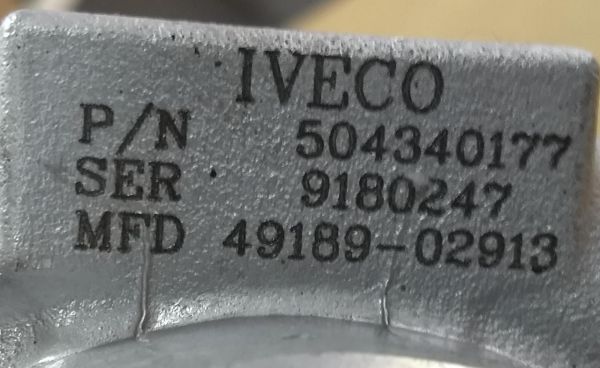 IVECO
P/N 504340177
SER 9180247
MFD 49189-02913